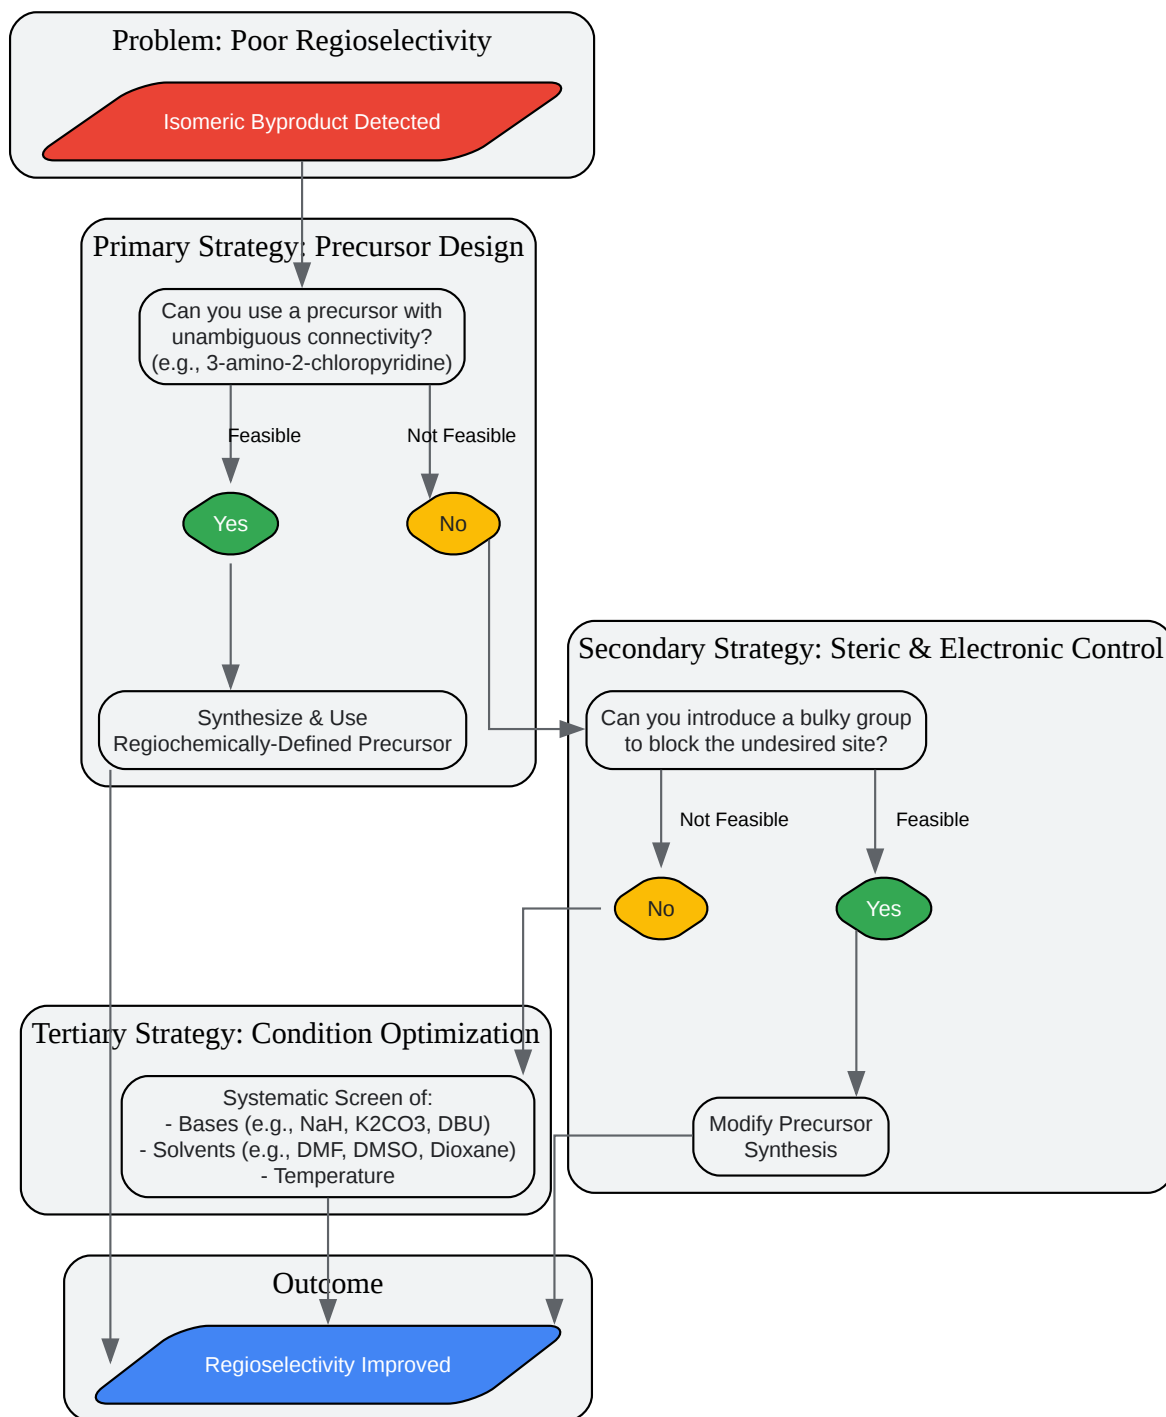 Problem: Poor Regioselectivity
Isomeric Byproduct Detected
Primary Strategy: Precursor Design
Can you use a precursor with
unambiguous connectivity?
(e.g., 3-amino-2-chloropyridine)
Feasible
Not Feasible
Yes
No
Synthesize & Use
Regiochemically-Defined Precursor
Secondary Strategy: Steric & Electronic Control
Can you introduce a bulky group
to block the undesired site?
Not Feasible
Feasible
No
Yes
Modify Precursor
Synthesis
Tertiary Strategy: Condition Optimization
Systematic Screen of:
- Bases (e.g., NaH, K2CO3, DBU)
- Solvents (e.g., DMF, DMSO, Dioxane)
- Temperature
Outcome
Regioselectivity Improved